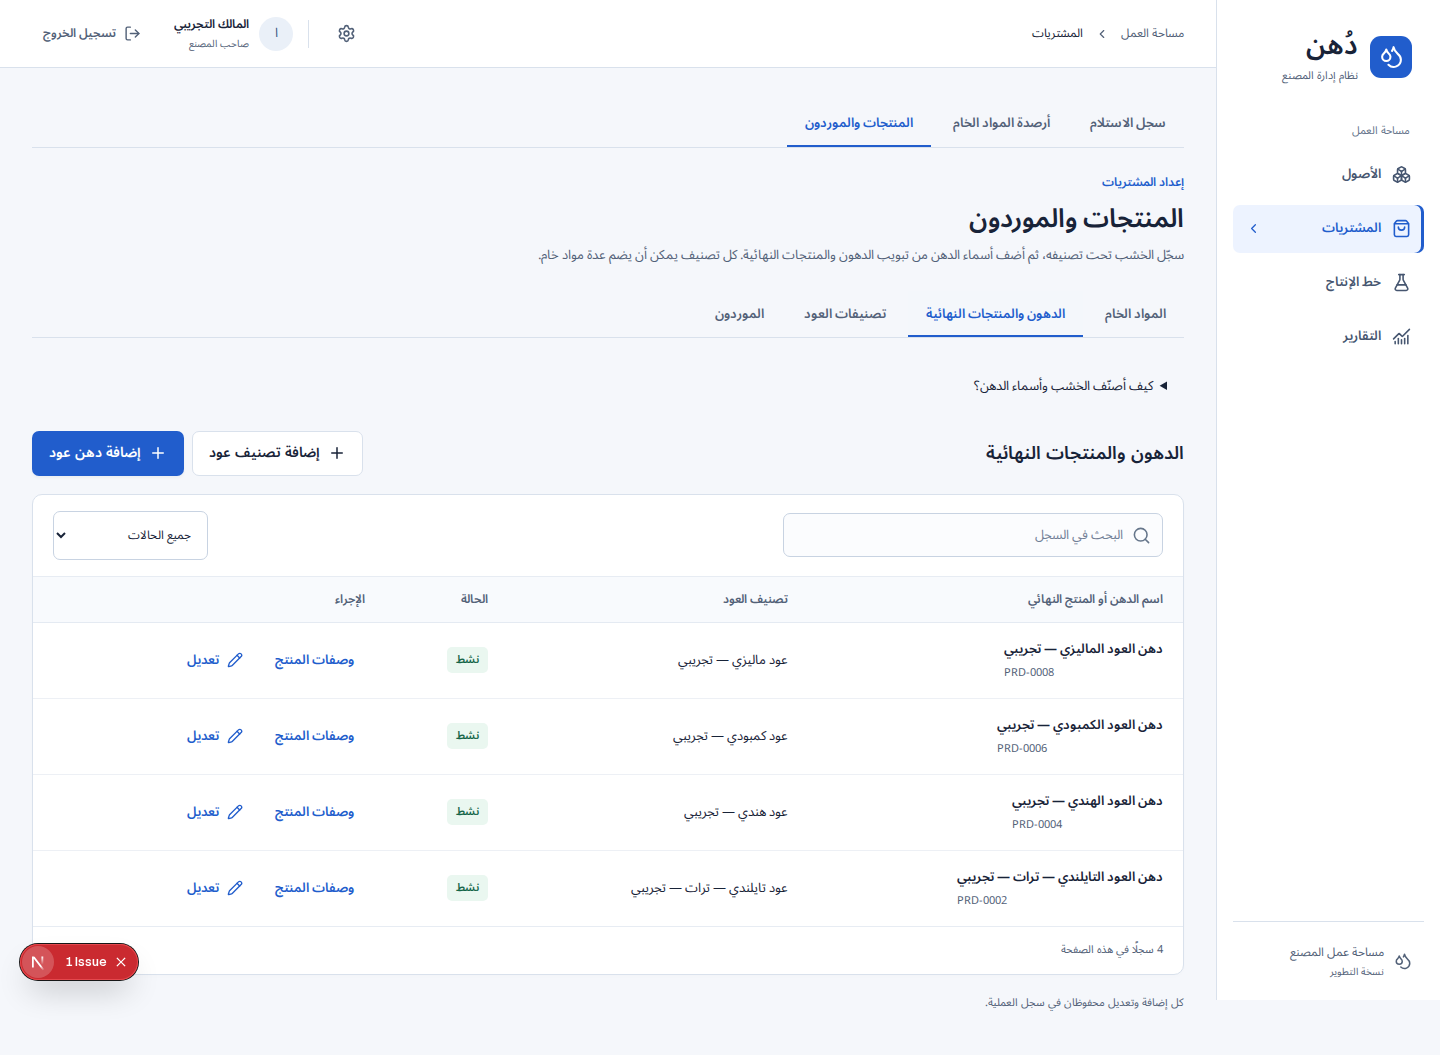 دُهن
نظام إدارة المصنع
مساحة العمل
الأصول
المشتريات
خط الإنتاج
التقارير
مساحة عمل المصنع
نسخة التطوير
مساحة العمل
المشتريات
المالك التجريبي
صاحب المصنع
ا
تسجيل الخروج
سجل الاستلام
أرصدة المواد الخام
المنتجات والموردون
إعداد المشتريات
المنتجات والموردون
سجّل الخشب تحت تصنيفه، ثم أضف أسماء الدهن من تبويب الدهون والمنتجات النهائية. كل تصنيف يمكن أن يضم عدة مواد خام.
المواد الخام
الدهون والمنتجات النهائية
تصنيفات العود
الموردون
كيف أصنّف الخشب وأسماء الدهن؟
الدهون والمنتجات النهائية
إضافة تصنيف عود
إضافة دهن عود
البحث في السجل
جميع الحالات
اسم الدهن أو المنتج النهائي
تصنيف العود
الحالة
الإجراء
دهن العود الماليزي — تجريبي
PRD-0008
عود ماليزي — تجريبي
نشط
وصفات المنتج
تعديل
دهن العود الكمبودي — تجريبي
PRD-0006
عود كمبودي — تجريبي
نشط
وصفات المنتج
تعديل
دهن العود الهندي — تجريبي
PRD-0004
عود هندي — تجريبي
نشط
وصفات المنتج
تعديل
دهن العود التايلندي — ترات — تجريبي
PRD-0002
عود تايلندي — ترات — تجريبي
نشط
وصفات المنتج
تعديل
4 سجلًا في هذه الصفحة
كل إضافة وتعديل محفوظان في سجل العملية.
N
1 Issue